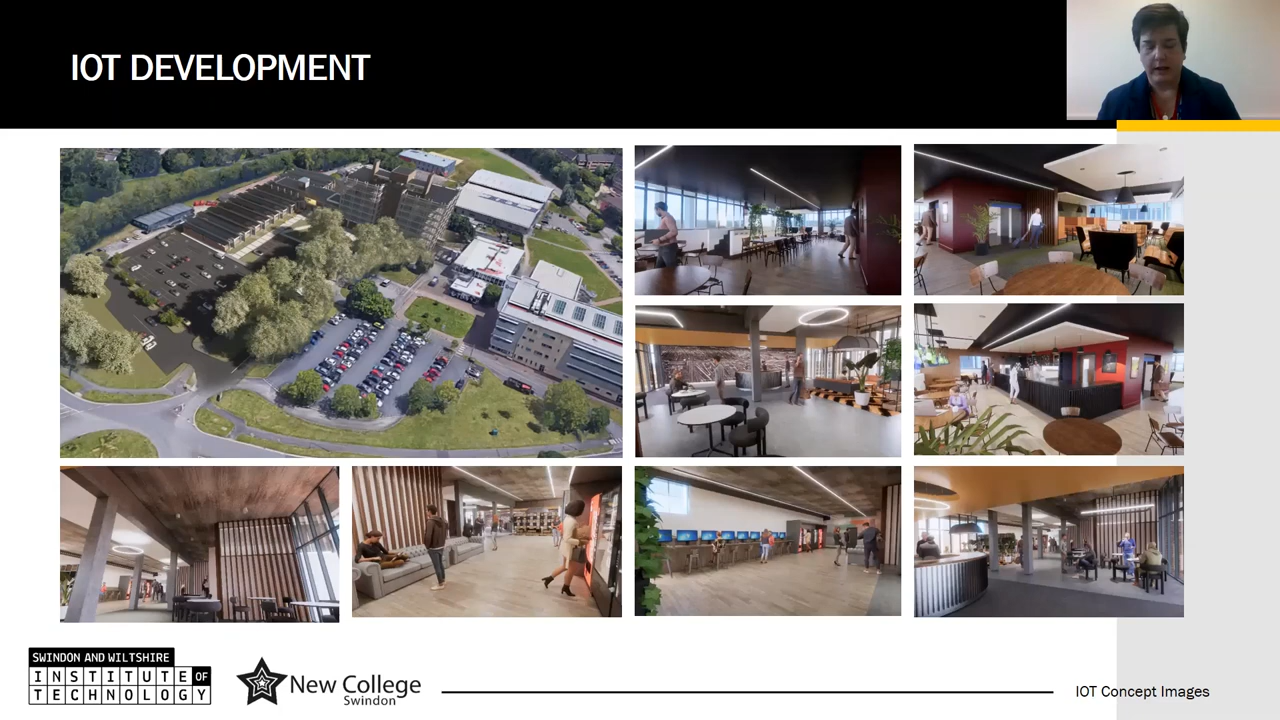 IOT DEVELOPMENT
SWINDON AND WILTSHIRE
INSTITUTE OF
TECHNOLOGY
New College
Swindon
IOT Concept Images